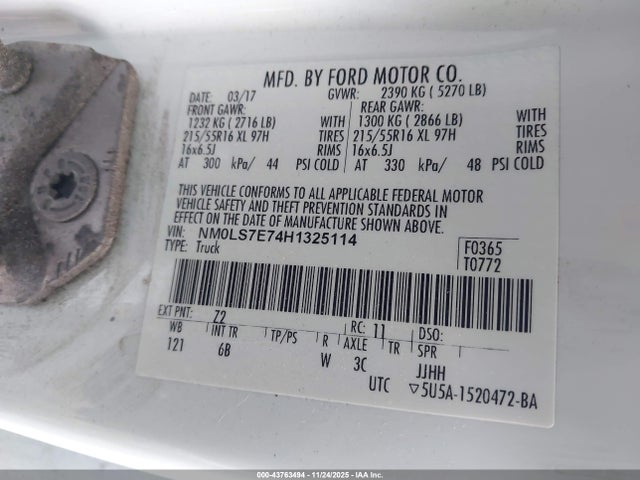 MFD. BY FORD MOTOR CO.
DATE: 03/17 GVWR: 2390 KG ( 5270 LB)
FRONT GAWR: REAR GAWR:
1232 KG ( 2716 LB) WITH 1300 KG ( 2866 LB) WITH
215/55R16 XL 97H TIRES 215/55R16 XL 97H TIRES
16x6.5J RIMS 16x6.5J RIMS
AT 300 kPa/ 44 PSI COLD AT 330 kPa/ 48 PSI COLD
THIS VEHICLE CONFORMS TO ALL APPLICABLE FEDERAL MOTOR
VEHICLE SAFETY AND THEFT PREVENTION STANDARDS IN
EFFECT ON THE DATE OF MANUFACTURE SHOWN ABOVE.
VIN: NM0LS7E74H1325114
TYPE: Truck
F0365
T0772
EXT PNT: Z2 RC: 11 DSO:
WB INT TR TP/PS R AXLE TR SPR
121 6B W 3C JJHH
UTC ▽5U5A-1520472-BA
000-43763494 - 11/24/2025 - IAA Inc.